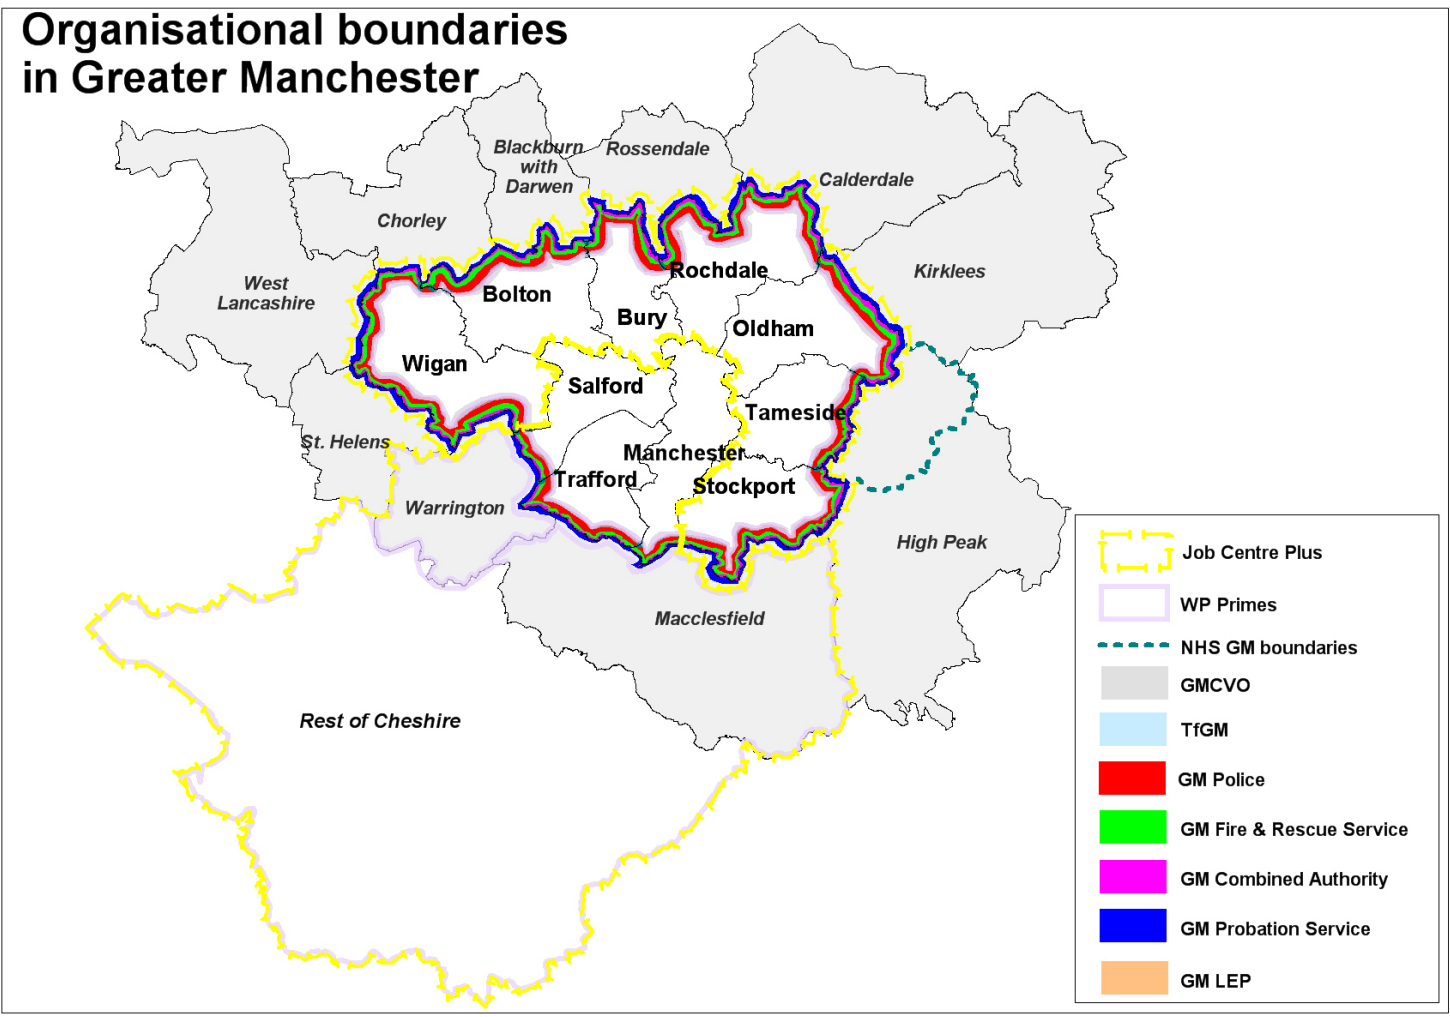 Organisational boundaries
in Greater Manchester
Blackburn
with
Darwen
Rossendale
Calderdale
Chorley
Kirklees
West
Lancashire
Rochdale
Bolton
Bury
Oldham
Wigan
Salford
Tameside
St. Helens
Manchester
Trafford
Stockport
Warrington
High Peak
Macclesfield
Rest of Cheshire
Job Centre Plus
WP Primes
NHS GM boundaries
GMCVO
TfGM
GM Police
GM Fire & Rescue Service
GM Combined Authority
GM Probation Service
GM LEP